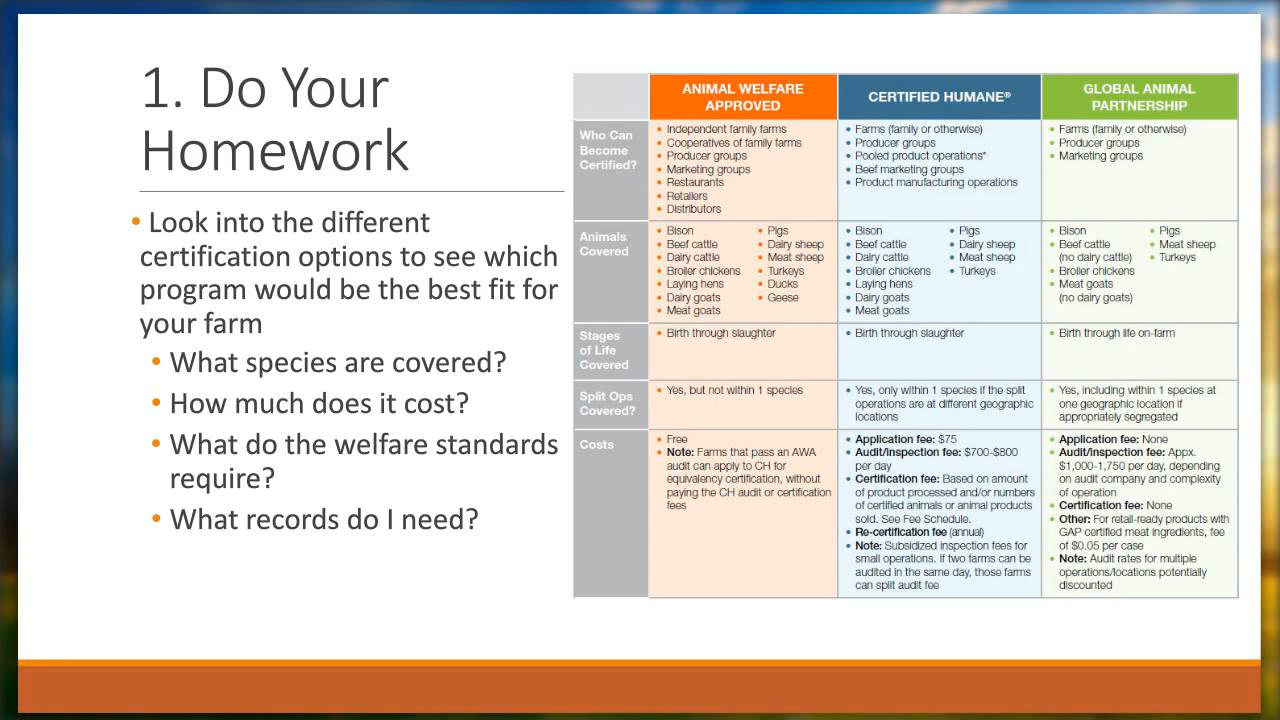 1. Do Your
Homework
• Look into the different
certification options to see which
program would be the best fit for
your farm
• What species are covered?
• How much does it cost?
• What do the welfare standards
require?
• What records do I need?
ANIMAL WELFARE
APPROVED
CERTIFIED HUMANE®
GLOBAL ANIMAL
PARTNERSHIP
Who Can
Become
Certified?
• Independent family farms
• Cooperatives of family farms
• Producer groups
• Marketing groups
• Restaurants
• Retailers
• Distributors
• Farms (family or otherwise)
• Producer groups
• Pooled product operations*
• Beef marketing groups
• Product manufacturing operations
• Farms (family or otherwise)
• Producer groups
• Marketing groups
Animals
Covered
• Bison
• Beef cattle
• Dairy cattle
• Broiler chickens
• Laying hens
• Dairy goats
• Meat goats
• Pigs
• Dairy sheep
• Meat sheep
• Turkeys
• Ducks
• Geese
• Bison
• Beef cattle
• Dairy cattle
• Broiler chickens
• Laying hens
• Dairy goats
• Meat goats
• Pigs
• Dairy sheep
• Meat sheep
• Turkeys
• Bison
• Beef cattle
(no dairy cattle)
• Broiler chickens
• Meat goats
(no dairy goats)
• Pigs
• Meat sheep
• Turkeys
Stages
of Life
Covered
• Birth through slaughter
• Birth through slaughter
• Birth through life on-farm
Split Ops
Covered?
• Yes, but not within 1 species
• Yes, only within 1 species if the split
operations are at different geographic
locations
• Yes, including within 1 species at
one geographic location if
appropriately segregated
Costs
• Free
• Note: Farms that pass an AWA
audit can apply to CH for
equivalency certification, without
paying the CH audit or certification
fees
• Application fee: $75
• Audit/inspection fee: $700-$800
per day
• Certification fee: Based on amount
of product processed and/or numbers
of certified animals or animal products
sold. See Fee Schedule.
• Re-certification fee (annual)
• Note: Subsidized inspection fees for
small operations. If two farms can be
audited in the same day, those farms
can split audit fee
• Application fee: None
• Audit/inspection fee: Appx.
$1,000-1,750 per day, depending
on audit company and complexity
of operation
• Certification fee: None
• Other: For retail-ready products with
GAP certified meat ingredients, fee
of $0.05 per case
• Note: Audit rates for multiple
operations/locations potentially
discounted